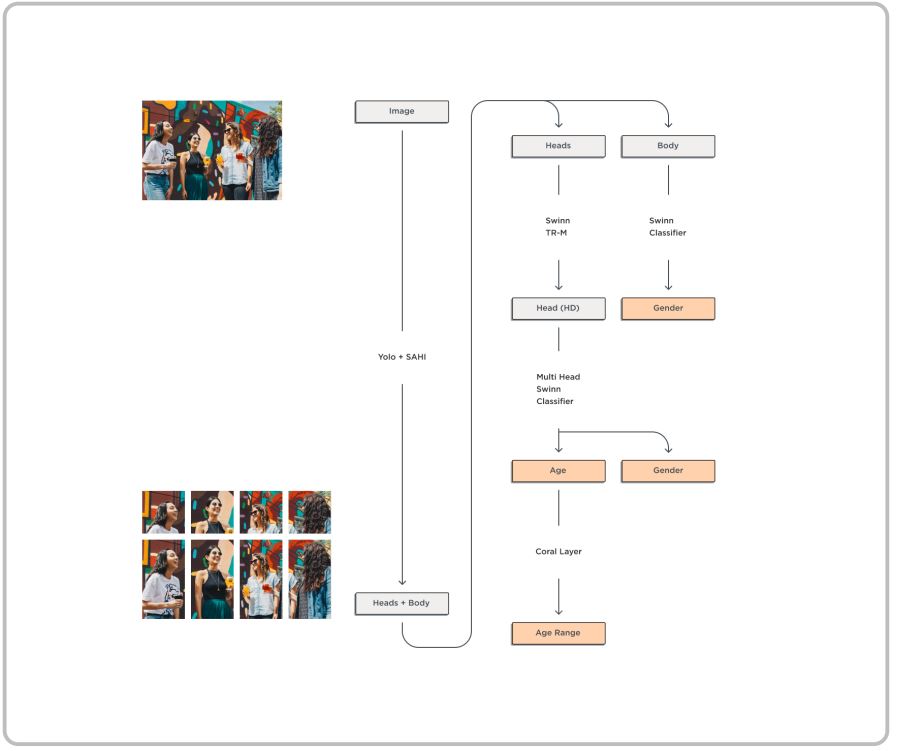 Image
Yolo + SAHI
Heads + Body
Heads
Body
Swinn
TR-M
Swinn
Classifier
Head (HD)
Gender
Multi Head
Swinn
Classifier
Age
Gender
Coral Layer
Age Range